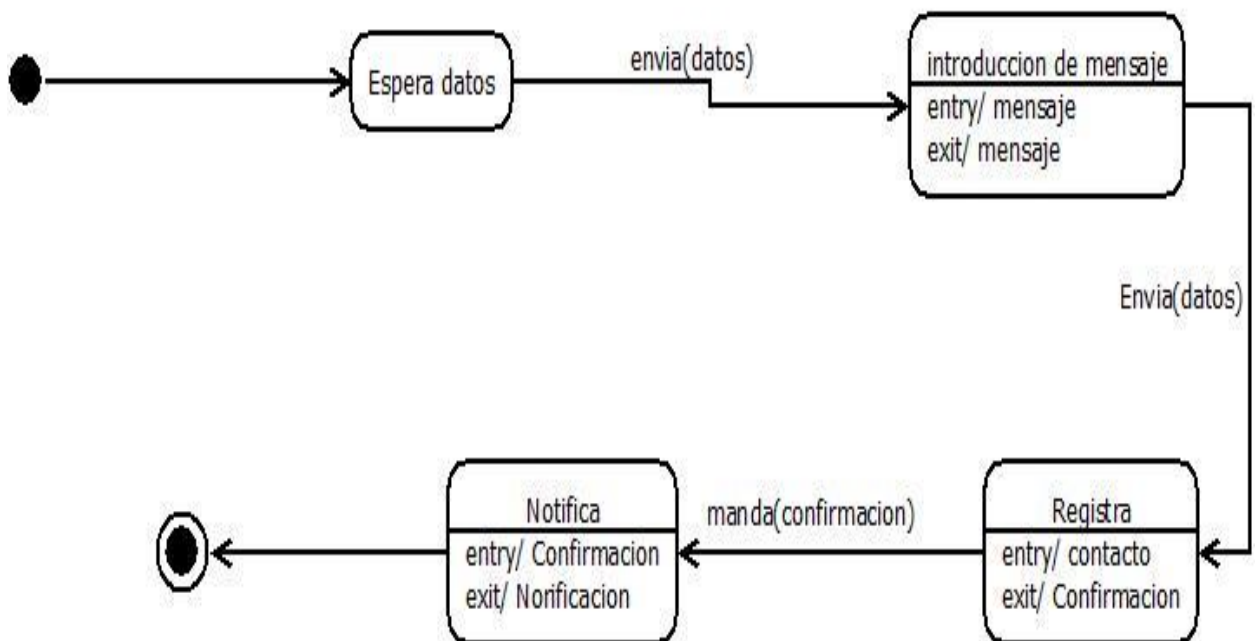 Espera datos
envia(datos)
introduccion de mensaje
entry/ mensaje
exit/ mensaje
Envia(datos)
Notifica
entry/ Confirmacion
exit/ Norificacion
manda(confirmacion)
Registra
entry/ contacto
exit/ Confirmacion